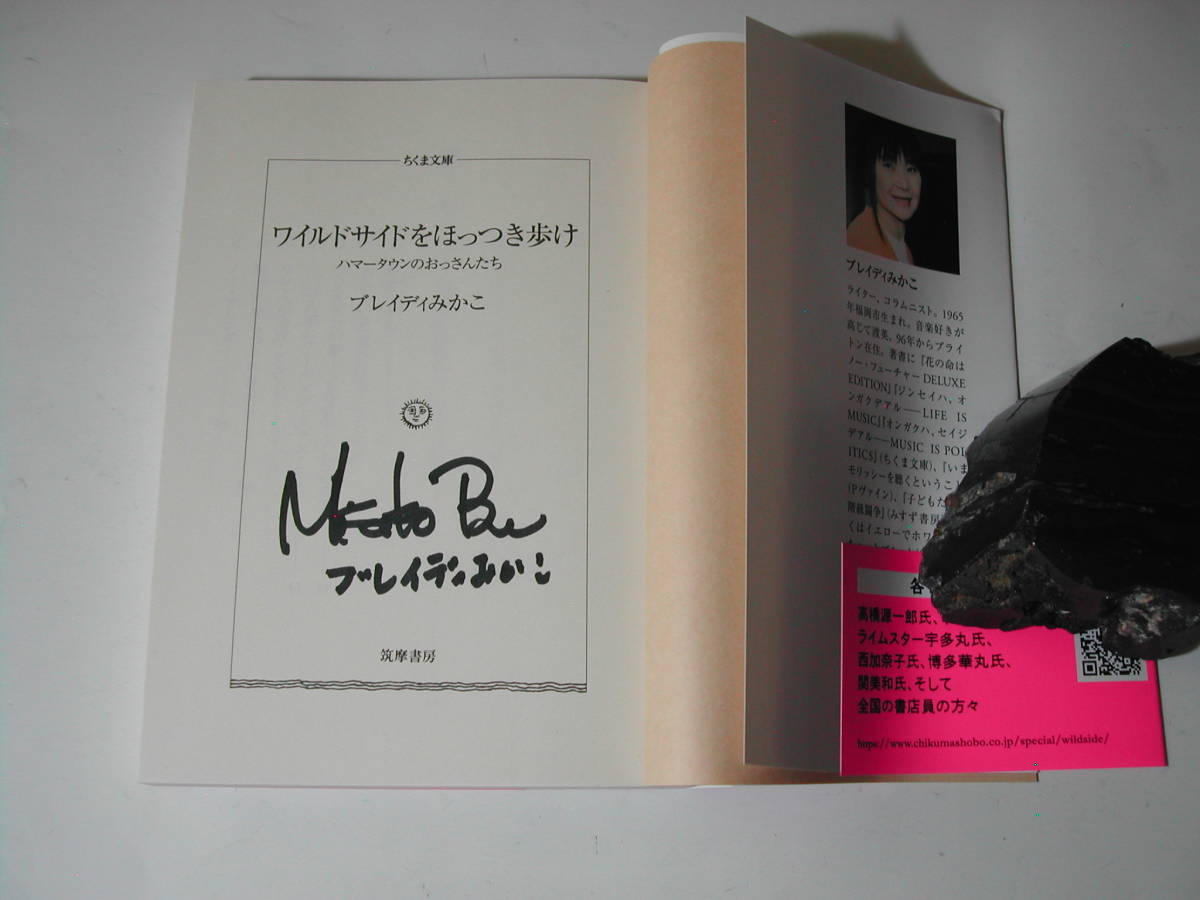 ちくま文庫
ワイルドサイドをほっつき歩け
ハマータウンのおっさんたち
ブレイディみかこ
Mikako B
ブレイディみかこ
筑摩書房
ブレイディみかこ
ライター、コラムニスト。1965
年福岡市生まれ。音楽好きが
高じて渡英、96年からブライ
トン在住。著書に『花の命は
ノー・フューチャー DELUXE
EDITION』『ジンセイハ、オ
ンガクデアル――LIFE IS
MUSIC』『オンガクハ、セイジ
デアル――MUSIC IS POL
ITICS』(ちくま文庫)、『いま
モリッシーを聴くということ
(Pヴァイン)、『子どもた
階級闘争』(みすず書房
くはイエローでホワ
各
高橋源一郎氏、
ライムスター宇多丸氏、
西加奈子氏、博多華丸氏、
関美和氏、そして
全国の書店員の方々
https://www.chikumashobo.co.jp/special/wildside/